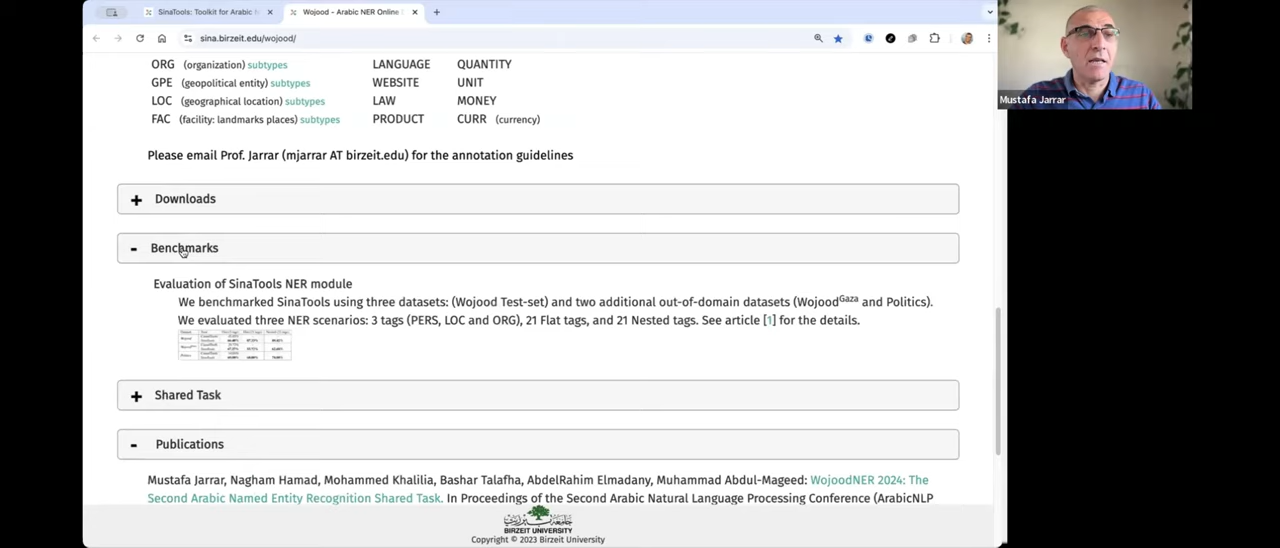 SinaTools: Toolkit for Arabic
Wojood - Arabic NER Online
sina.birzeit.edu/wojood/
Mustafa Jarrar
ORG (organization) subtypes LANGUAGE QUANTITY
GPE (geopolitical entity) subtypes WEBSITE UNIT
LOC (geographical location) subtypes LAW MONEY
FAC (facility: landmarks places) subtypes PRODUCT CURR (currency)
Please email Prof. Jarrar (mjarrar AT birzeit.edu) for the annotation guidelines
+ Downloads
- Benchmarks
Evaluation of SinaTools NER module
We benchmarked SinaTools using three datasets: (Wojood Test-set) and two additional out-of-domain datasets (WojoodGaza and Politics).
We evaluated three NER scenarios: 3 tags (PERS, LOC and ORG), 21 Flat tags, and 21 Nested tags. See article [1] for the details.
+ Shared Task
- Publications
Mustafa Jarrar, Nagham Hamad, Mohammed Khalilia, Bashar Talafha, AbdelRahim Elmadany, Muhammad Abdul-Mageed: WojoodNER 2024: The
Second Arabic Named Entity Recognition Shared Task. In Proceedings of the Second Arabic Natural Language Processing Conference (ArabicNLP
BIRZEIT UNIVERSITY
Copyright © 2023 Birzeit University